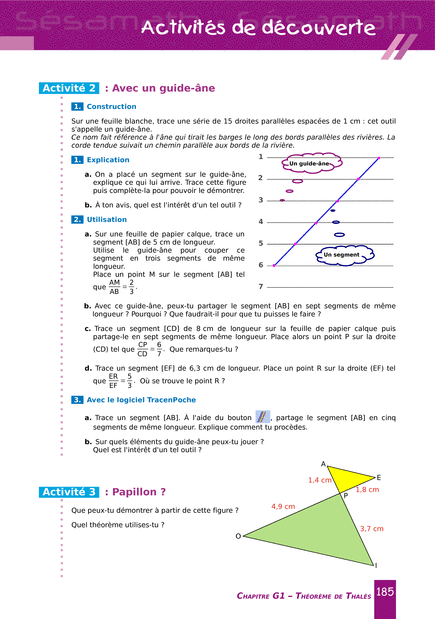 Sésamath Sésamath Sésamath
Activités de découverte
Activité 2 : Avec un guide-âne
1. Construction
Sur une feuille blanche, trace une série de 15 droites parallèles espacées de 1 cm : cet outil
s'appelle un guide-âne.
Ce nom fait référence à l'âne qui tirait les barges le long des bords parallèles des rivières. La
corde tendue suivait un chemin parallèle aux bords de la rivière.
1. Explication
a. On a placé un segment sur le guide-âne,
explique ce qui lui arrive. Trace cette figure
puis complète-la pour pouvoir le démontrer.
b. À ton avis, quel est l'intérêt d'un tel outil ?
2. Utilisation
a. Sur une feuille de papier calque, trace un
segment [AB] de 5 cm de longueur.
Utilise le guide-âne pour couper ce
segment en trois segments de même
longueur.
Place un point M sur le segment [AB] tel
que AM/AB = 2/3.
1
2
3
4
5
6
7
Un guide-âne
Un segment
b. Avec ce guide-âne, peux-tu partager le segment [AB] en sept segments de même
longueur ? Pourquoi ? Que faudrait-il pour que tu puisses le faire ?
c. Trace un segment [CD] de 8 cm de longueur sur la feuille de papier calque puis
partage-le en sept segments de même longueur. Place alors un point P sur la droite
(CD) tel que CP/CD = 6/7. Que remarques-tu ?
d. Trace un segment [EF] de 6,3 cm de longueur. Place un point R sur la droite (EF) tel
que ER/EF = 5/3. Où se trouve le point R ?
3. Avec le logiciel TracenPoche
a. Trace un segment [AB]. À l'aide du bouton , partage le segment [AB] en cinq
segments de même longueur. Explique comment tu procèdes.
b. Sur quels éléments du guide-âne peux-tu jouer ?
Quel est l'intérêt d'un tel outil ?
Activité 3 : Papillon ?
Que peux-tu démontrer à partir de cette figure ?
Quel théorème utilises-tu ?
A
E
1,4 cm
1,8 cm
P
4,9 cm
3,7 cm
O
I
CHAPITRE G1 – THÉORÈME DE THALÈS 185